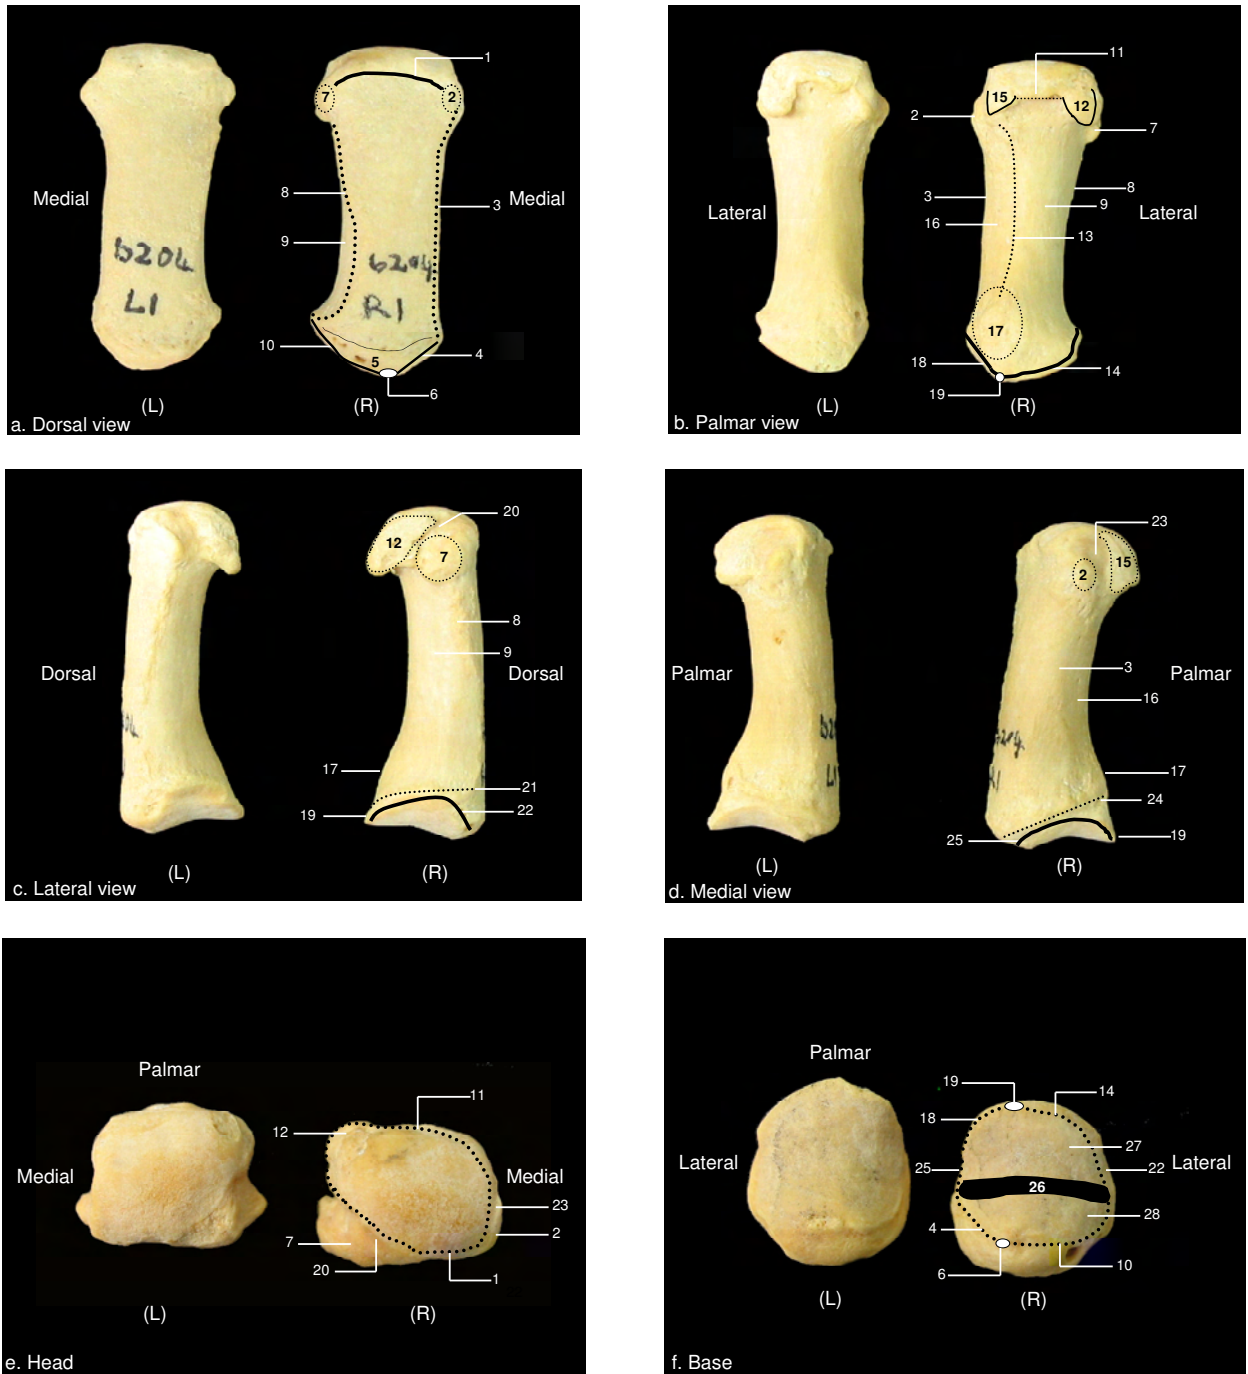 1
7
2
Medial
8
3
Medial
9
b204
L1
b204
R1
10
5
4
6
(L)
(R)
a. Dorsal view
11
15
12
2
7
Lateral
3
8
9
Lateral
16
13
17
18
14
19
(L)
(R)
b. Palmar view
20
12
7
8
9
Dorsal
Dorsal
17
21
19
22
(L)
(R)
c. Lateral view
23
15
2
Palmar
3
Palmar
16
17
24
25
19
(L)
(R)
d. Medial view
Palmar
11
12
Medial
Medial
23
2
7
20
1
(L)
(R)
e. Head
Palmar
19
14
18
27
Lateral
25
22
Lateral
26
28
4
6
10
(L)
(R)
f. Base